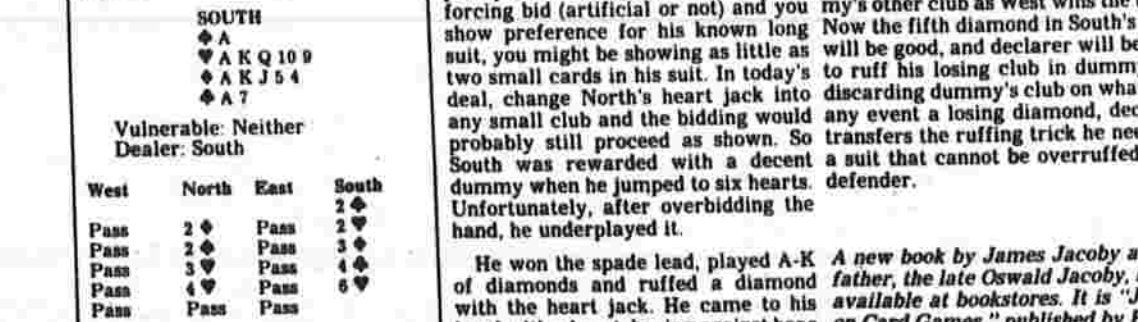 SOUTH
♠ A
♥ A K Q 10 9
♦ A K J 5 4
♣ A 7
Vulnerable: Neither
Dealer: South
West North East South
2 ♣
Pass 2 ♦ Pass 2 ♥
Pass 2 ♠ Pass 3 ♦
Pass 3 ♥ Pass 4 ♣
Pass 4 ♥ Pass 6 ♥
Pass Pass Pass
forcing bid (artificial or not) and you
show preference for his known long
suit, you might be showing as little as
two small cards in his suit. In today's
deal, change North's heart jack into
any small club and the bidding would
probably still proceed as shown. So
South was rewarded with a decent
dummy when he jumped to six hearts.
Unfortunately, after overbidding the
hand, he underplayed it.
He won the spade lead, played A-K
of diamonds and ruffed a diamond
with the heart jack. He came to his
my's other club as West wins the
Now the fifth diamond in South's
will be good, and declarer will be
to ruff his losing club in dummy
discarding dummy's club on wha
any event a losing diamond, dec
transfers the ruffing trick he nee
a suit that cannot be overruffed
defender.
A new book by James Jacoby a
father, the late Oswald Jacoby,
available at bookstores. It is "J
on Card Games," published by